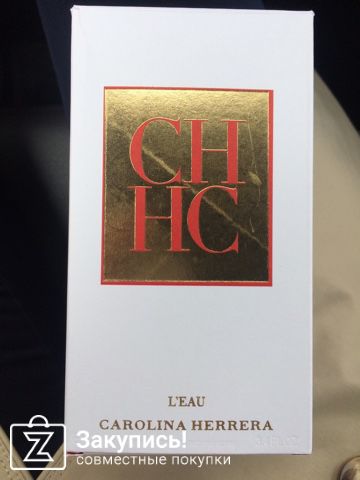 CH
HC
L'EAU
CAROLINA HERRERA
Закупись!
совместные покупки